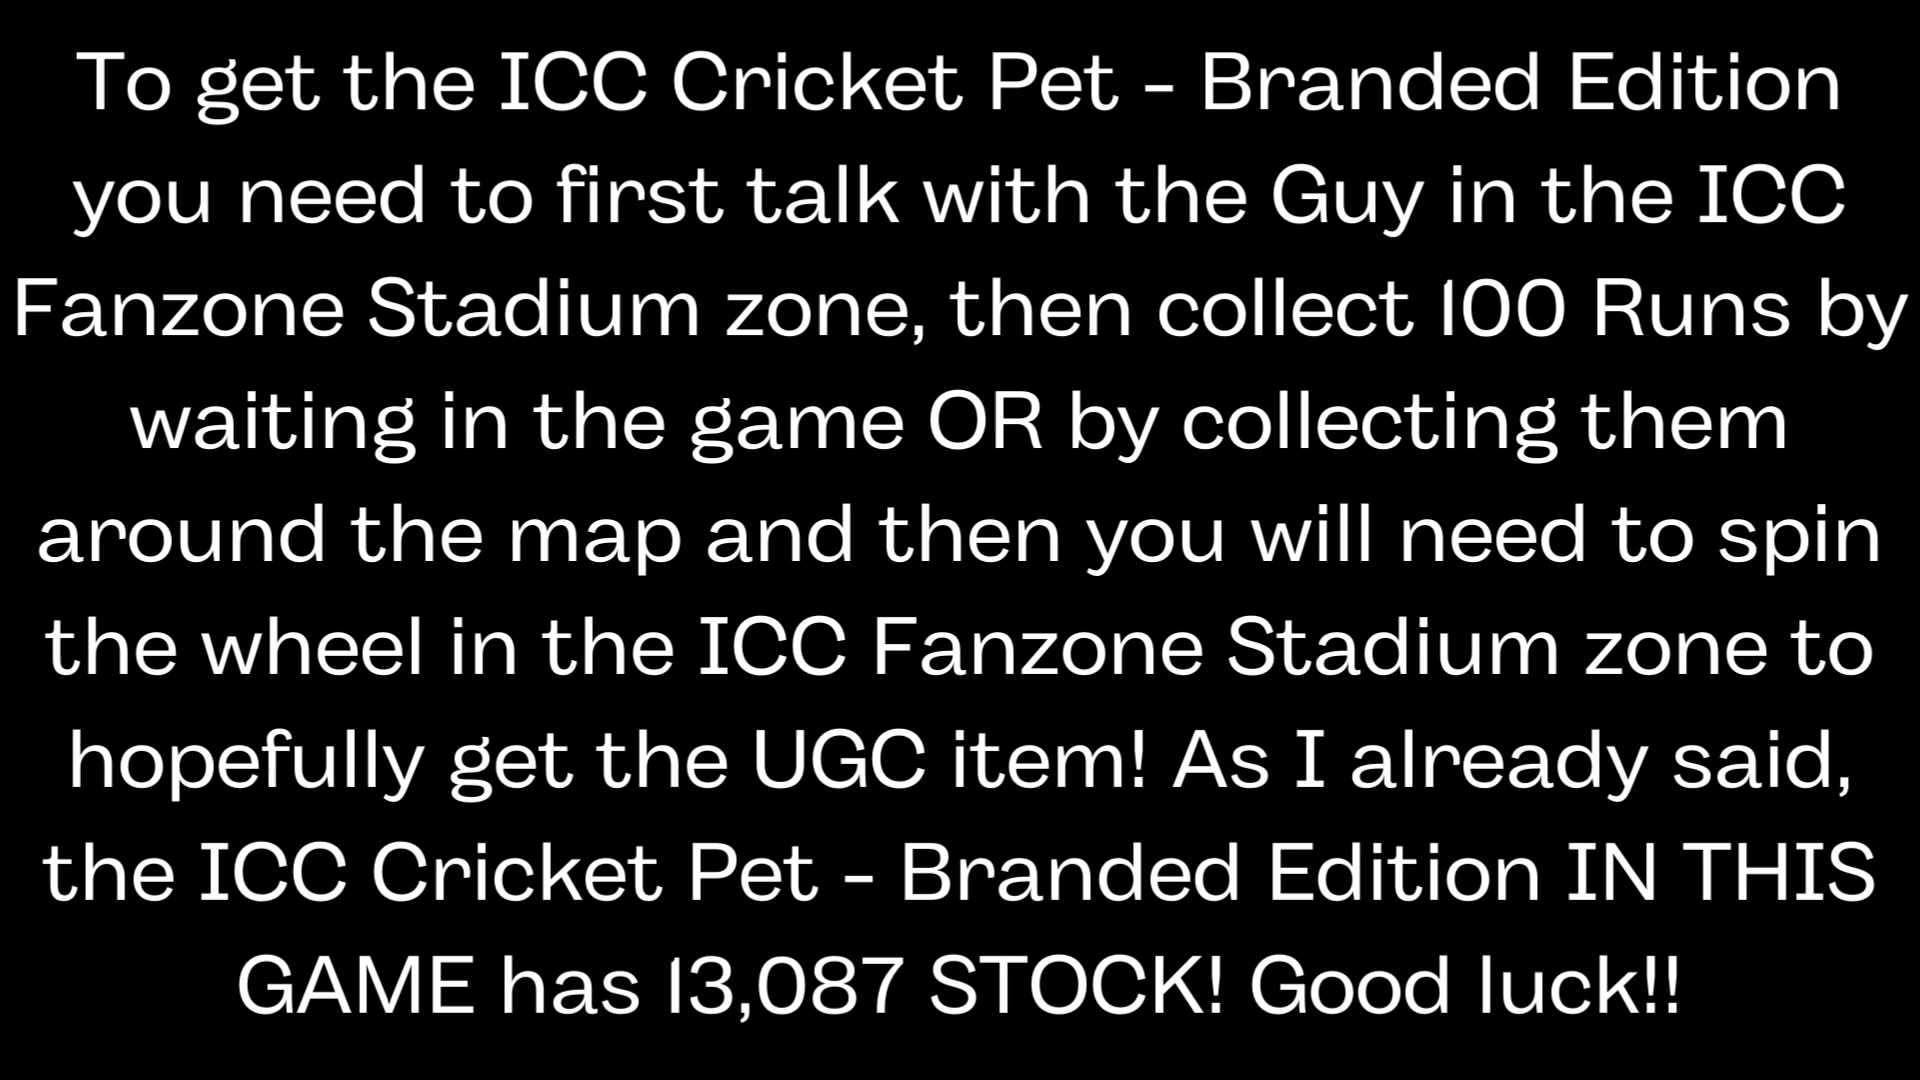 To get the ICC Cricket Pet - Branded Edition
you need to first talk with the Guy in the ICC
Fanzone Stadium zone, then collect 100 Runs by
waiting in the game OR by collecting them
around the map and then you will need to spin
the wheel in the ICC Fanzone Stadium zone to
hopefully get the UGC item! As I already said,
the ICC Cricket Pet - Branded Edition IN THIS
GAME has 13,087 STOCK! Good luck!!